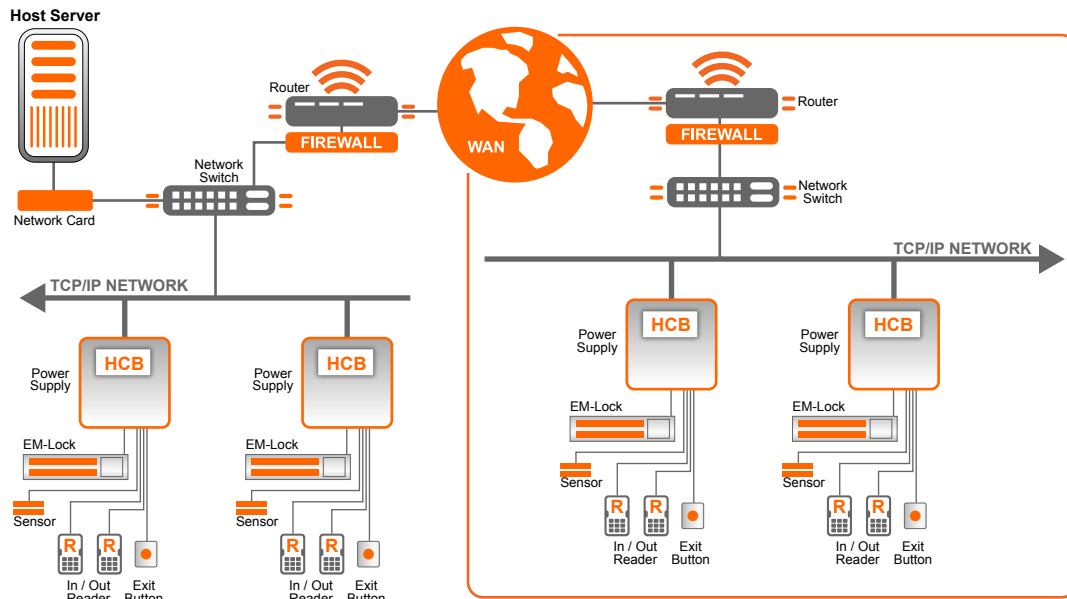 Host Server
Router
FIREWALL
Network
Switch
Network Card
WAN
Router
FIREWALL
Network
Switch
TCP/IP NETWORK
TCP/IP NETWORK
HCB
Power
Supply
EM-Lock
Sensor
R
R
In / Out
Reader
Exit
Button
HCB
Power
Supply
EM-Lock
Sensor
R
R
In / Out
Reader
Exit
Button
HCB
Power
Supply
EM-Lock
Sensor
R
R
In / Out
Reader
Exit
Button
HCB
Power
Supply
EM-Lock
Sensor
R
R
In / Out
Reader
Exit
Button